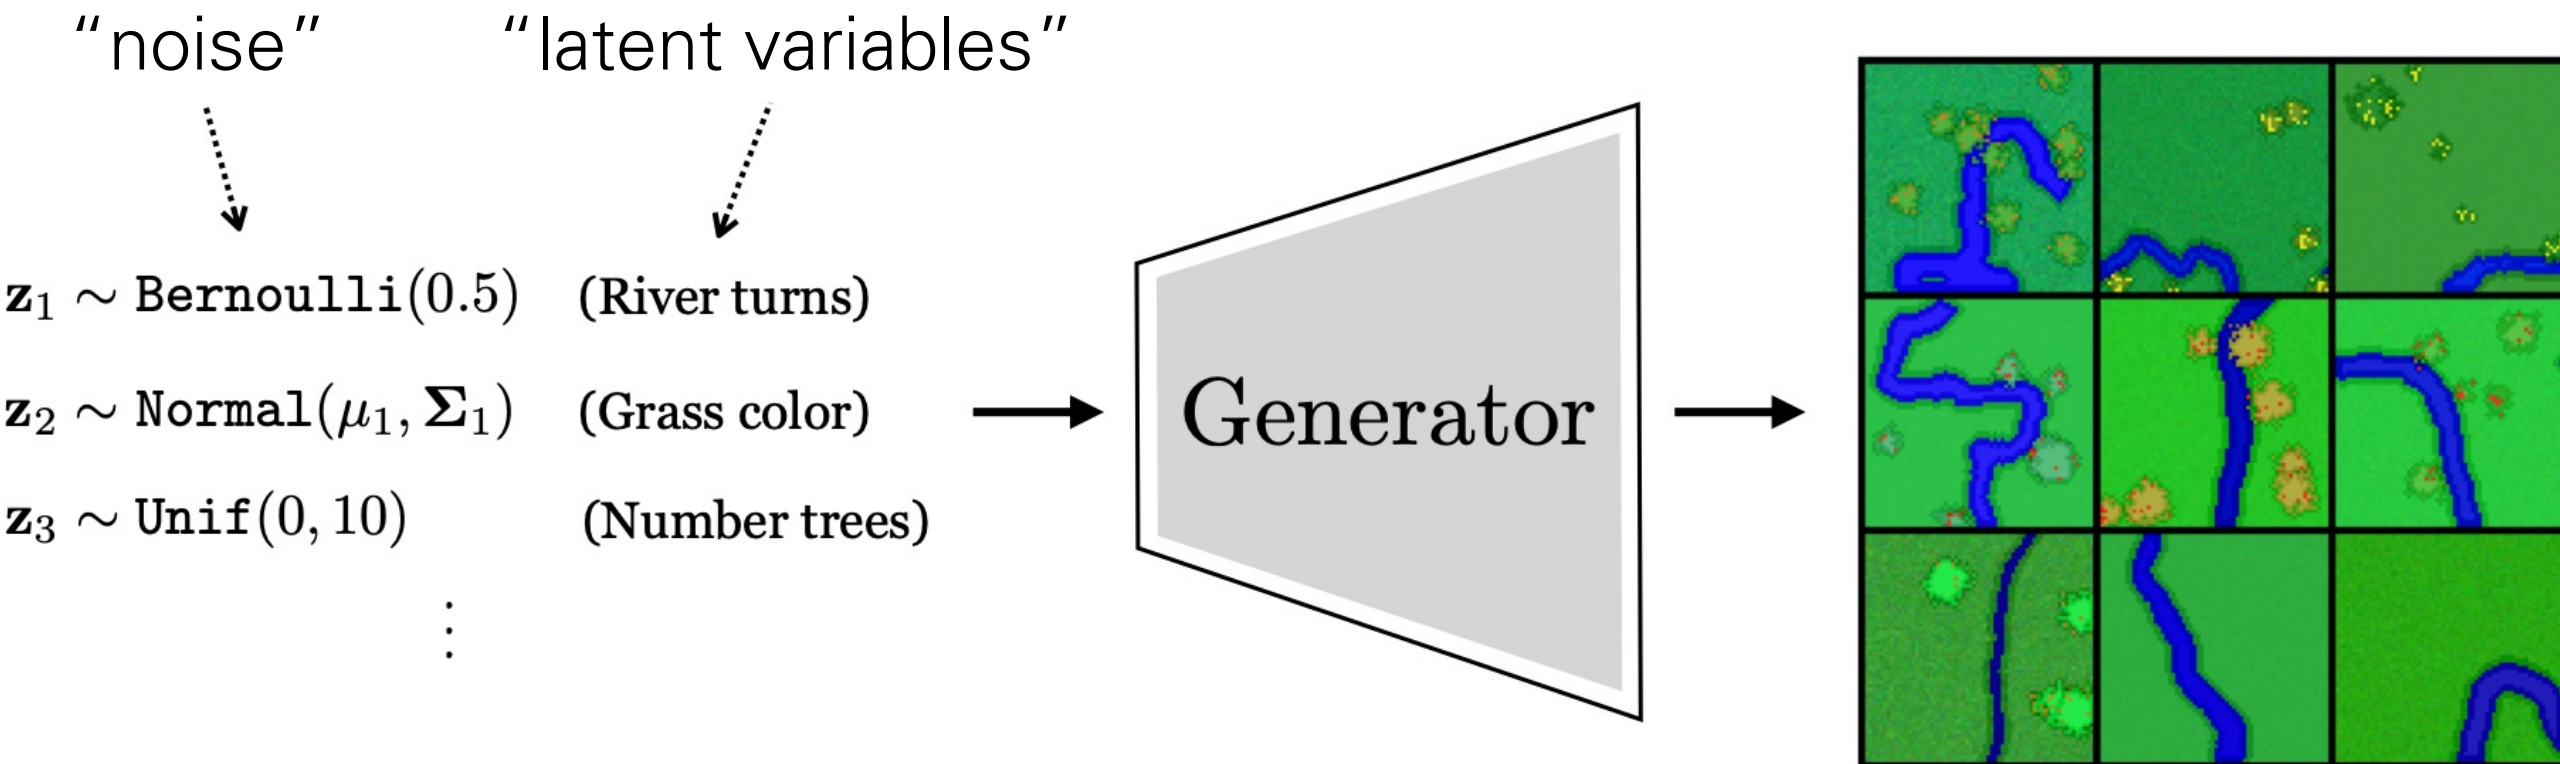 “noise” “latent variables”
z₁ ∼ Bernoulli(0.5) (River turns)
z₂ ∼ Normal(μ₁, Σ₁) (Grass color)
z₃ ∼ Unif(0, 10) (Number trees)
⋮
Generator